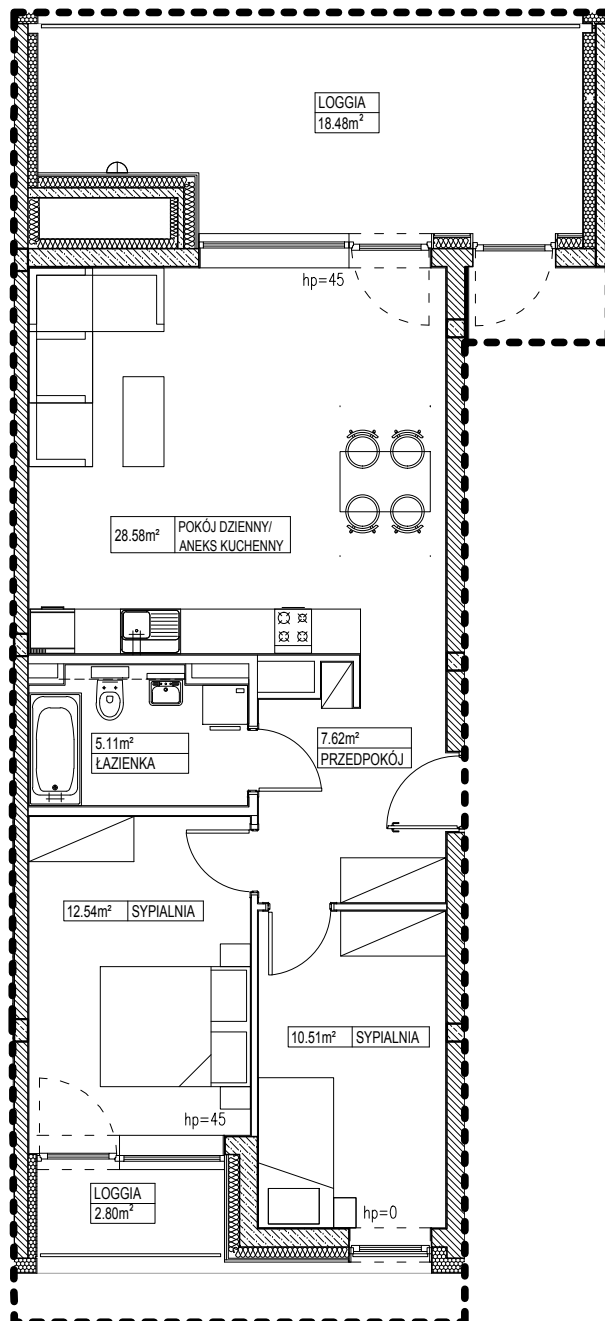 LOGGIA
18.48m²
hp=45
28.58m² POKÓJ DZIENNY/
ANEKS KUCHENNY
5.11m²
ŁAZIENKA
7.62m²
PRZEDPOKÓJ
12.54m² SYPIALNIA
10.51m² SYPIALNIA
hp=45
LOGGIA
2.80m²
hp=0